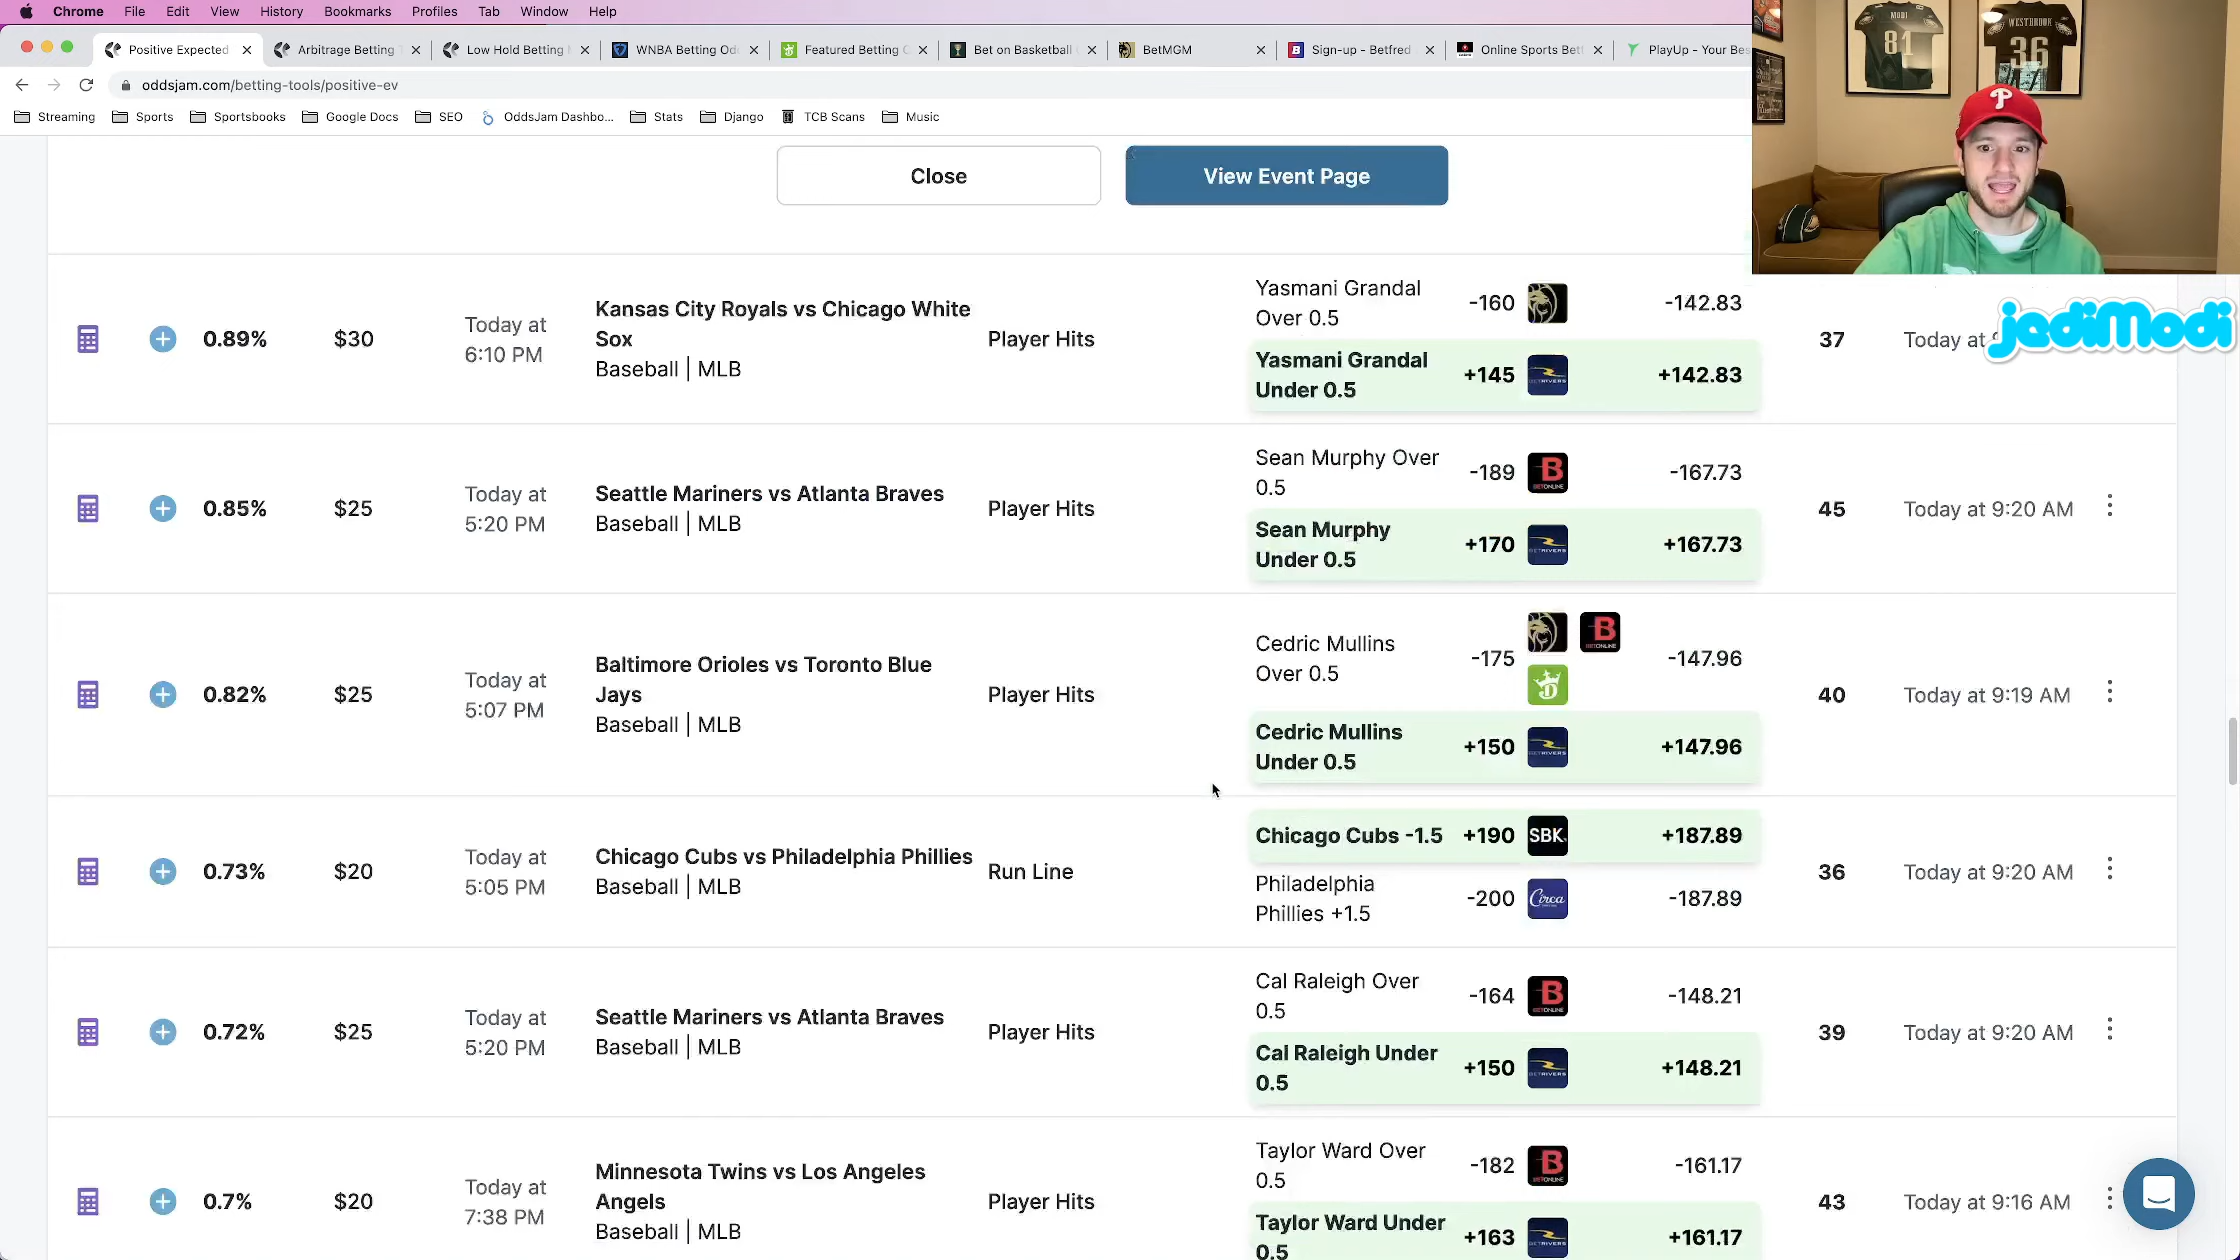 Chrome File Edit View History Bookmarks Profiles Tab Window Help
Positive Expected Arbitrage Betting Low Hold Betting WNBA Betting Featured Betting Bet on Basketball BetMGM Sign-up - Betfred Online Sports PlayUp - Your
oddsjam.com/betting-tools/positive-ev
Streaming Sports Sportsbooks Google Docs SEO OddsJam Dashbo... Stats Django TCB Scans Music
MODI
81
WESTBROOK
36
P
jediModi
Close View Event Page
0.89% $30
Today at
6:10 PM
Kansas City Royals vs Chicago White
Sox
Baseball | MLB
Player Hits
Yasmani Grandal
Over 0.5
-160 -142.83
Yasmani Grandal
Under 0.5
+145 BETRIVERS +142.83
37 Today at
0.85% $25
Today at
5:20 PM
Seattle Mariners vs Atlanta Braves
Baseball | MLB
Player Hits
Sean Murphy Over
0.5
-189 B BETONLINE -167.73
Sean Murphy
Under 0.5
+170 BETRIVERS +167.73
45 Today at 9:20 AM
0.82% $25
Today at
5:07 PM
Baltimore Orioles vs Toronto Blue
Jays
Baseball | MLB
Player Hits
Cedric Mullins
Over 0.5
-175 B BETONLINE -147.96
Cedric Mullins
Under 0.5
+150 BETRIVERS +147.96
40 Today at 9:19 AM
0.73% $20
Today at
5:05 PM
Chicago Cubs vs Philadelphia Phillies
Baseball | MLB
Run Line
Chicago Cubs -1.5 +190 SBK. +187.89
Philadelphia
Phillies +1.5
-200 Circa -187.89
36 Today at 9:20 AM
0.72% $25
Today at
5:20 PM
Seattle Mariners vs Atlanta Braves
Baseball | MLB
Player Hits
Cal Raleigh Over
0.5
-164 B BETONLINE -148.21
Cal Raleigh Under
0.5
+150 BETRIVERS +148.21
39 Today at 9:20 AM
0.7% $20
Today at
7:38 PM
Minnesota Twins vs Los Angeles
Angels
Baseball | MLB
Player Hits
Taylor Ward Over
0.5
-182 B BETONLINE -161.17
Taylor Ward Under
0.5
+163 BETRIVERS +161.17
43 Today at 9:16 AM